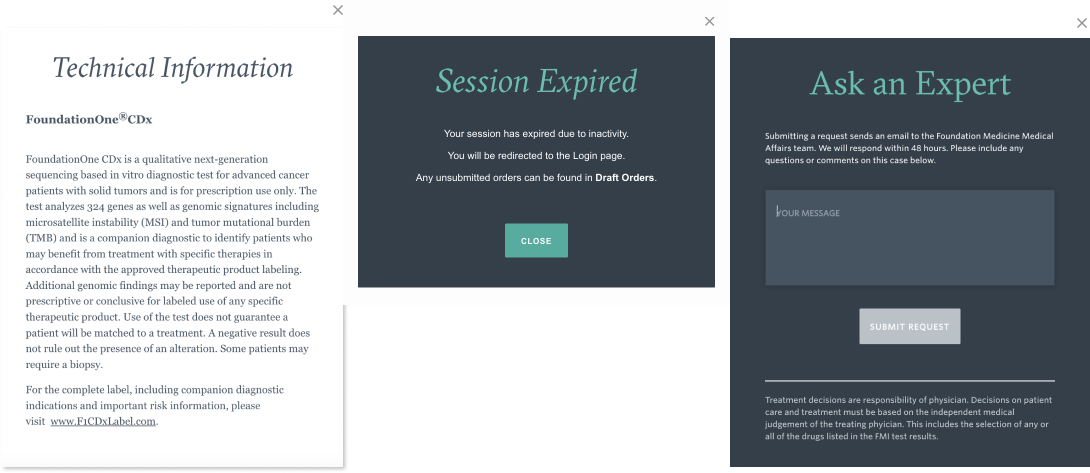 Technical Information
FoundationOne®CDx
FoundationOne CDx is a qualitative next-generation
sequencing based in vitro diagnostic test for advanced cancer
patients with solid tumors and is for prescription use only. The
test analyzes 324 genes as well as genomic signatures including
microsatellite instability (MSI) and tumor mutational burden
(TMB) and is a companion diagnostic to identify patients who
may benefit from treatment with specific therapies in
accordance with the approved therapeutic product labeling.
Additional genomic findings may be reported and are not
prescriptive or conclusive for labeled use of any specific
therapeutic product. Use of the test does not guarantee a
patient will be matched to a treatment. A negative result does
not rule out the presence of an alteration. Some patients may
require a biopsy.
For the complete label, including companion diagnostic
indications and important risk information, please
visit www.F1CDxLabel.com.
Session Expired
Your session has expired due to inactivity.
You will be redirected to the Login page.
Any unsubmitted orders can be found in Draft Orders.
CLOSE
Ask an Expert
Submitting a request sends an email to the Foundation Medicine Medical
Affairs team. We will respond within 48 hours. Please include any
questions or comments on this case below.
YOUR MESSAGE
SUBMIT REQUEST
Treatment decisions are responsibility of physician. Decisions on patient
care and treatment must be based on the independent medical
judgement of the treating phyician. This includes the selection of any or
all of the drugs listed in the FMI test results.